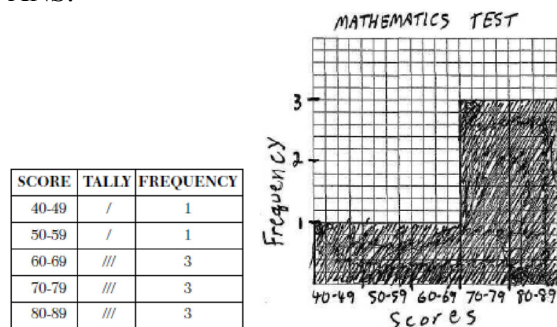 ANS:
MATHEMATICS TEST
3
2
1
Frequency
40-49 50-59 60-69 70-79 80-89
Scores
SCORE TALLY FREQUENCY
40-49 / 1
50-59 / 1
60-69 /// 3
70-79 /// 3
80-89 /// 3